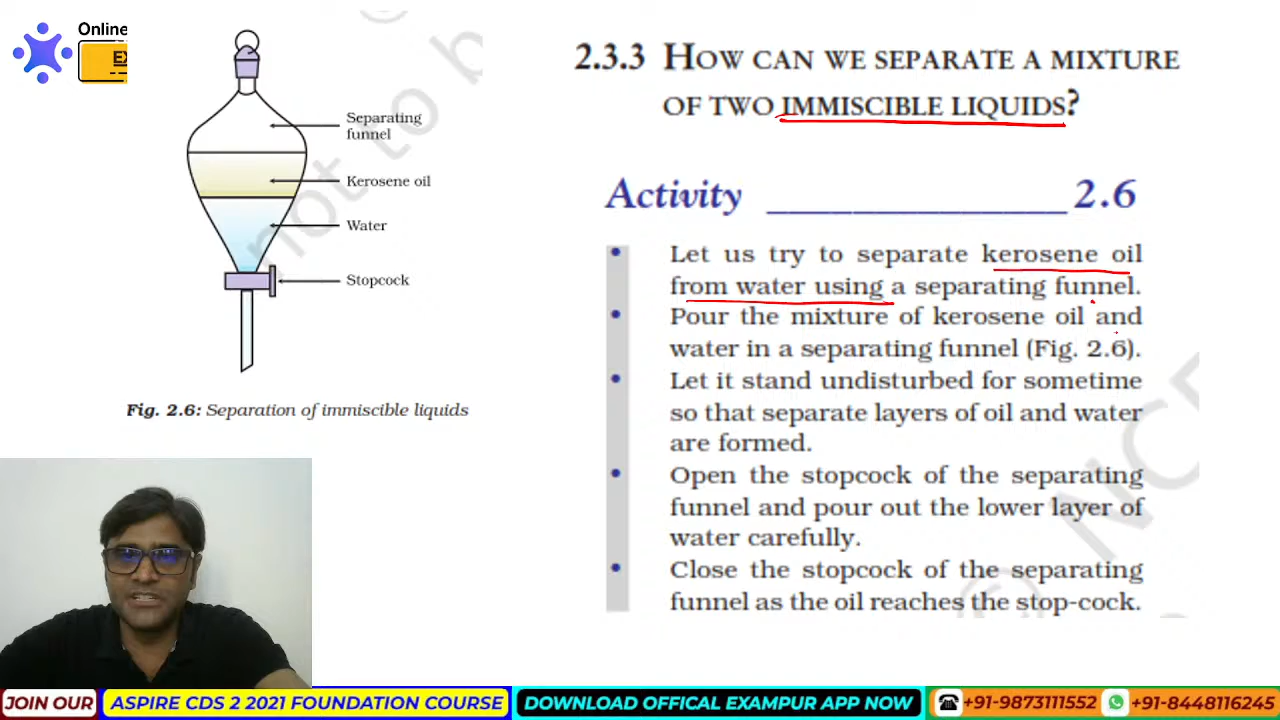 Online
EX
Separating
funnel
Kerosene oil
Water
Stopcock
Fig. 2.6: Separation of immiscible liquids
2.3.3 HOW CAN WE SEPARATE A MIXTURE
OF TWO IMMISCIBLE LIQUIDS?
Activity ______________ 2.6
• Let us try to separate kerosene oil
from water using a separating funnel.
• Pour the mixture of kerosene oil and
water in a separating funnel (Fig. 2.6).
• Let it stand undisturbed for sometime
so that separate layers of oil and water
are formed.
• Open the stopcock of the separating
funnel and pour out the lower layer of
water carefully.
• Close the stopcock of the separating
funnel as the oil reaches the stop-cock.
not to b
© NCE
JOIN OUR ASPIRE CDS 2 2021 FOUNDATION COURSE DOWNLOAD OFFICAL EXAMPUR APP NOW +91-9873111552 +91-8448116245